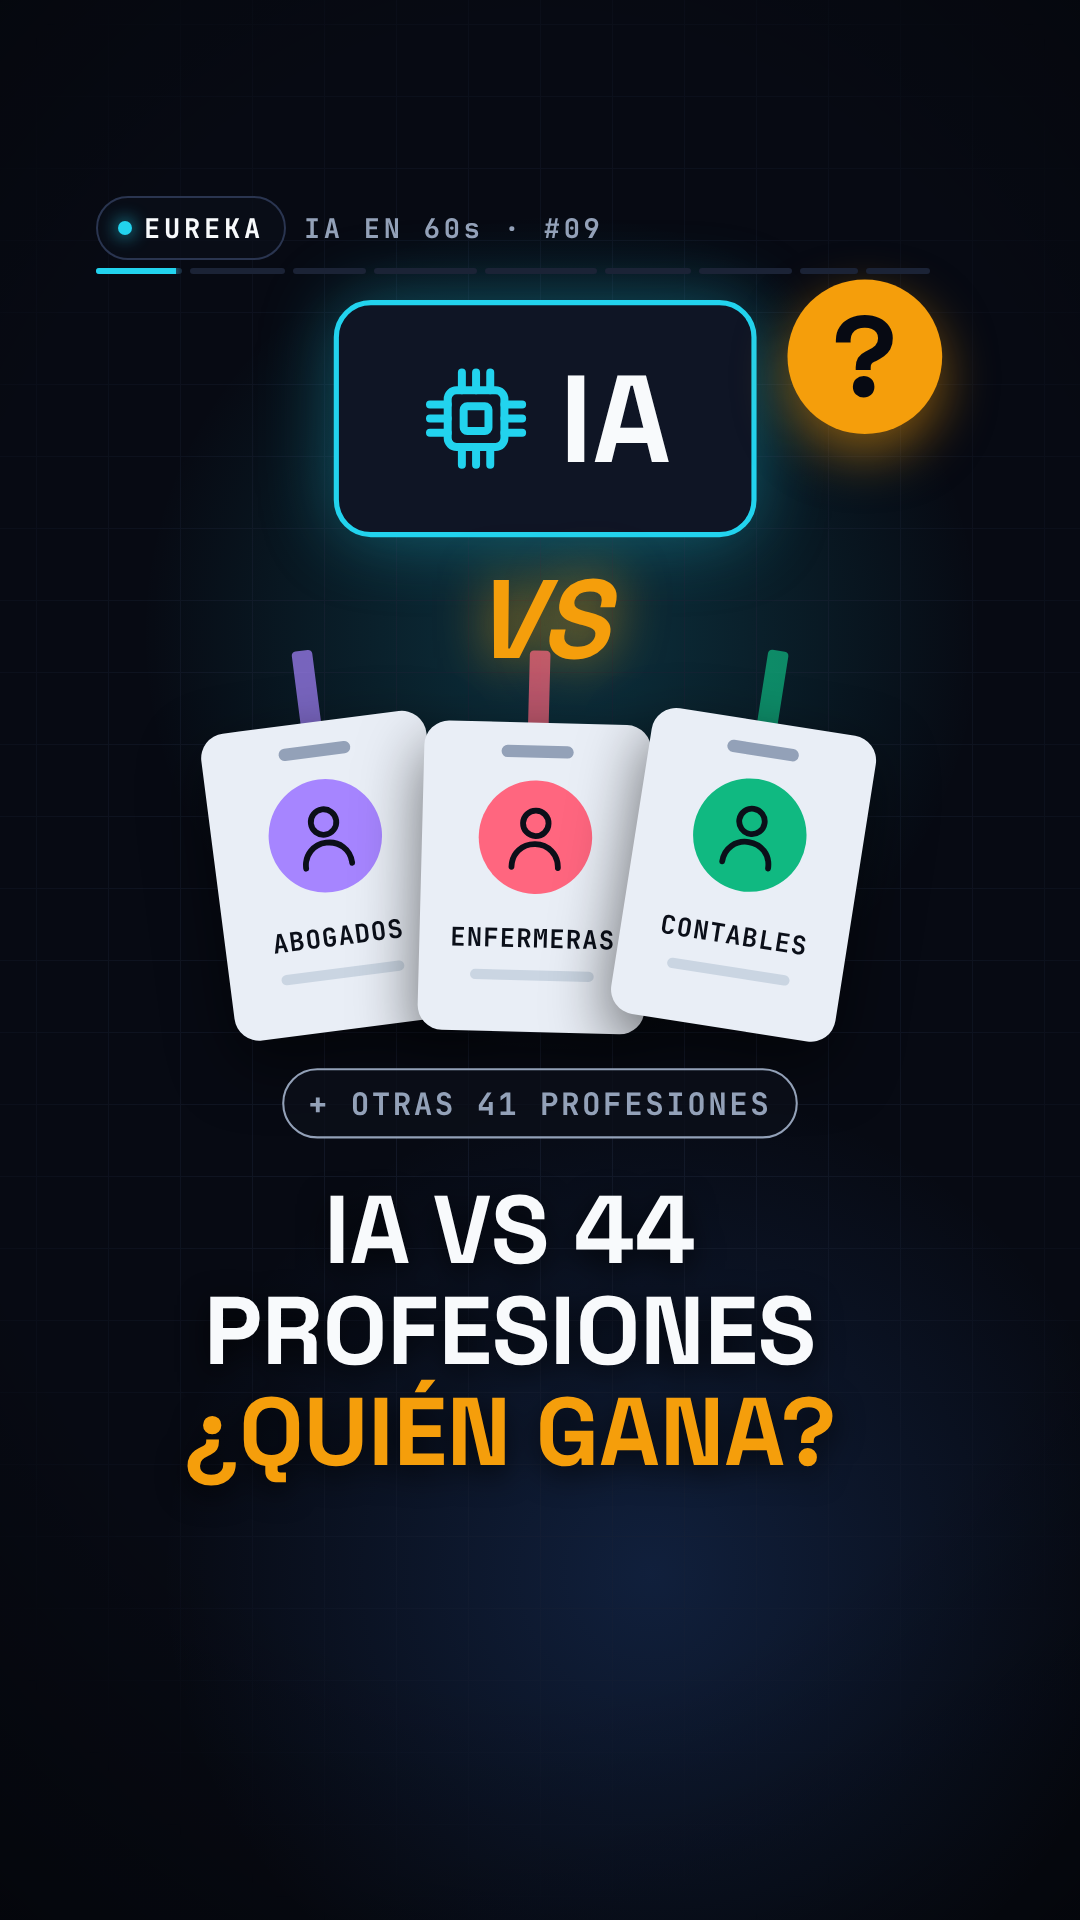 EUREKA IA EN 60s · #09
IA
?
VS
ABOGADOS
ENFERMERAS
CONTABLES
+ OTRAS 41 PROFESIONES
IA VS 44
PROFESIONES
¿QUIÉN GANA?